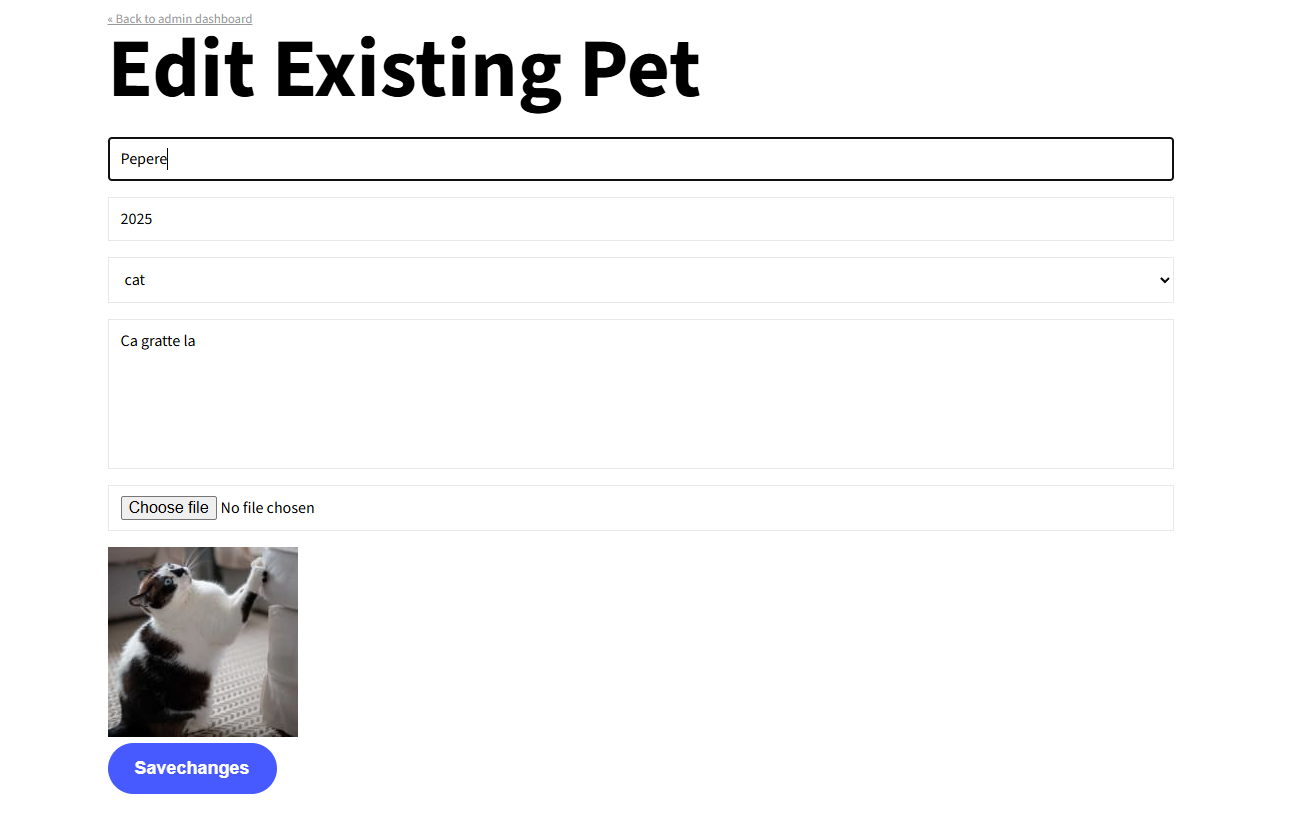 « Back to admin dashboard
Edit Existing Pet
Pepere
2025
cat
Ca gratte la
Choose file No file chosen
Savechanges